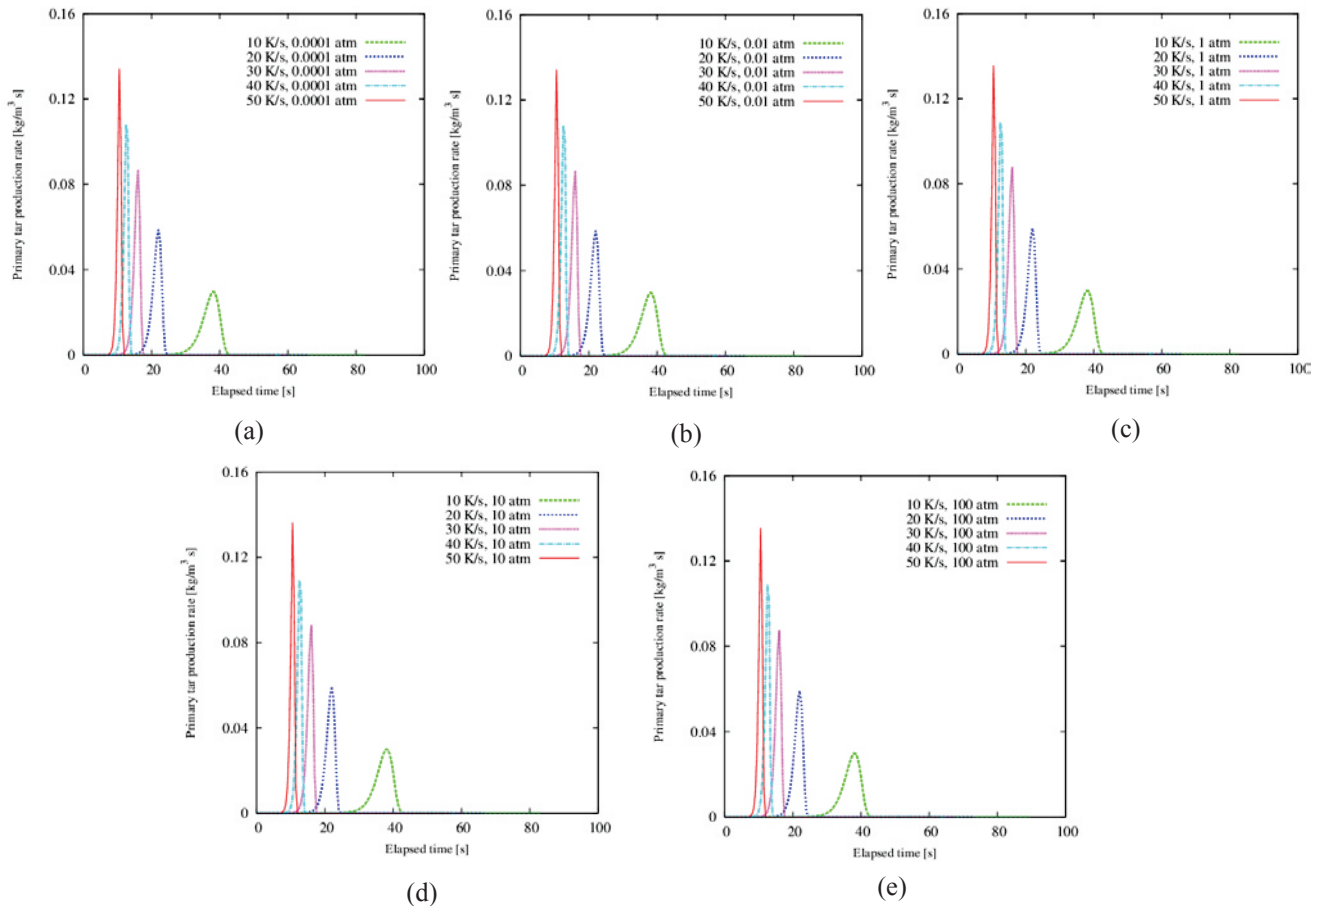 0.16
10 K/s, 0.0001 atm
20 K/s, 0.0001 atm
30 K/s, 0.0001 atm
40 K/s, 0.0001 atm
50 K/s, 0.0001 atm
0.12
0.08
0.04
0
Primary tar production rate [kg/m³ s]
0 20 40 60 80 100
Elapsed time [s]
(a)
0.16
10 K/s, 0.01 atm
20 K/s, 0.01 atm
30 K/s, 0.01 atm
40 K/s, 0.01 atm
50 K/s, 0.01 atm
0.12
0.08
0.04
0
Primary tar production rate [kg/m³ s]
0 20 40 60 80 100
Elapsed time [s]
(b)
0.16
10 K/s, 1 atm
20 K/s, 1 atm
30 K/s, 1 atm
40 K/s, 1 atm
50 K/s, 1 atm
0.12
0.08
0.04
0
Primary tar production rate [kg/m³ s]
0 20 40 60 80 100
Elapsed time [s]
(c)
0.16
10 K/s, 10 atm
20 K/s, 10 atm
30 K/s, 10 atm
40 K/s, 10 atm
50 K/s, 10 atm
0.12
0.08
0.04
0
Primary tar production rate [kg/m³ s]
0 20 40 60 80 100
Elapsed time [s]
(d)
0.16
10 K/s, 100 atm
20 K/s, 100 atm
30 K/s, 100 atm
40 K/s, 100 atm
50 K/s, 100 atm
0.12
0.08
0.04
0
Primary tar production rate [kg/m³ s]
0 20 40 60 80 100
Elapsed time [s]
(e)